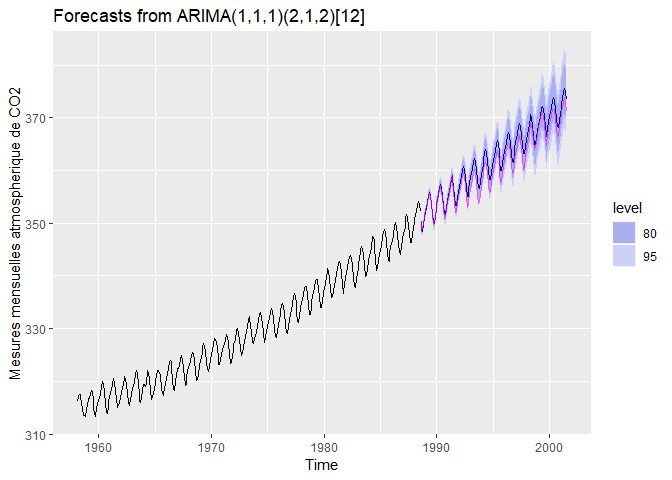 Forecasts from ARIMA(1,1,1)(2,1,2)[12]
Mesures mensuelles atmospherique de CO2
370
350
330
310
1960
1970
1980
1990
2000
Time
level
80
95